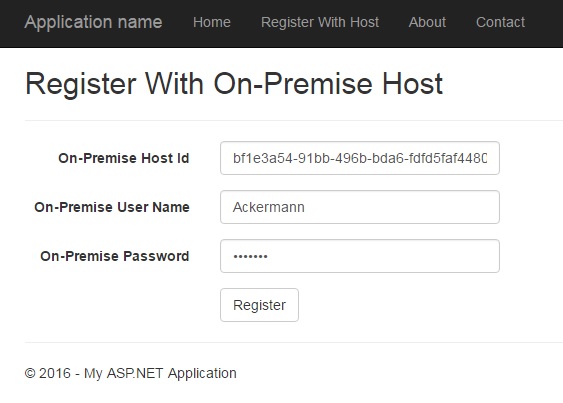 Application name Home Register With Host About Contact
Register With On-Premise Host
On-Premise Host Id bf1e3a54-91bb-496b-bda6-fdfd5faf4480
On-Premise User Name Ackermann
On-Premise Password •••••••
Register
© 2016 - My ASP.NET Application